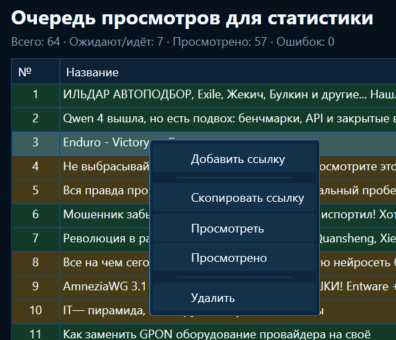 Очередь просмотров для статистики
Всего: 64 · Ожидают/идёт: 7 · Просмотрено: 57 · Ошибок: 0
№ Название
1 ИЛЬДАР АВТОПОДБОР, Exile, Жекич, Булкин и другие... Наш
2 Qwen 4 вышла, но есть подвох: бенчмарки, API и закрытые в
3 Enduro - Victory
4 Не выбрасывай осмотрите это
5 Вся правда про альный пробе
6 Мошенник забы испортил! Хот
7 Революция в ра Quansheng, Xie
8 Все на чем сего ю нейросеть
9 AmneziaWG 3.1 ШКИ! Entware +
10 IT— пирамида, ы
11 Как заменить GPON оборудование провайдера на своё
Добавить ссылку
Скопировать ссылку
Просмотреть
Просмотрено
Удалить